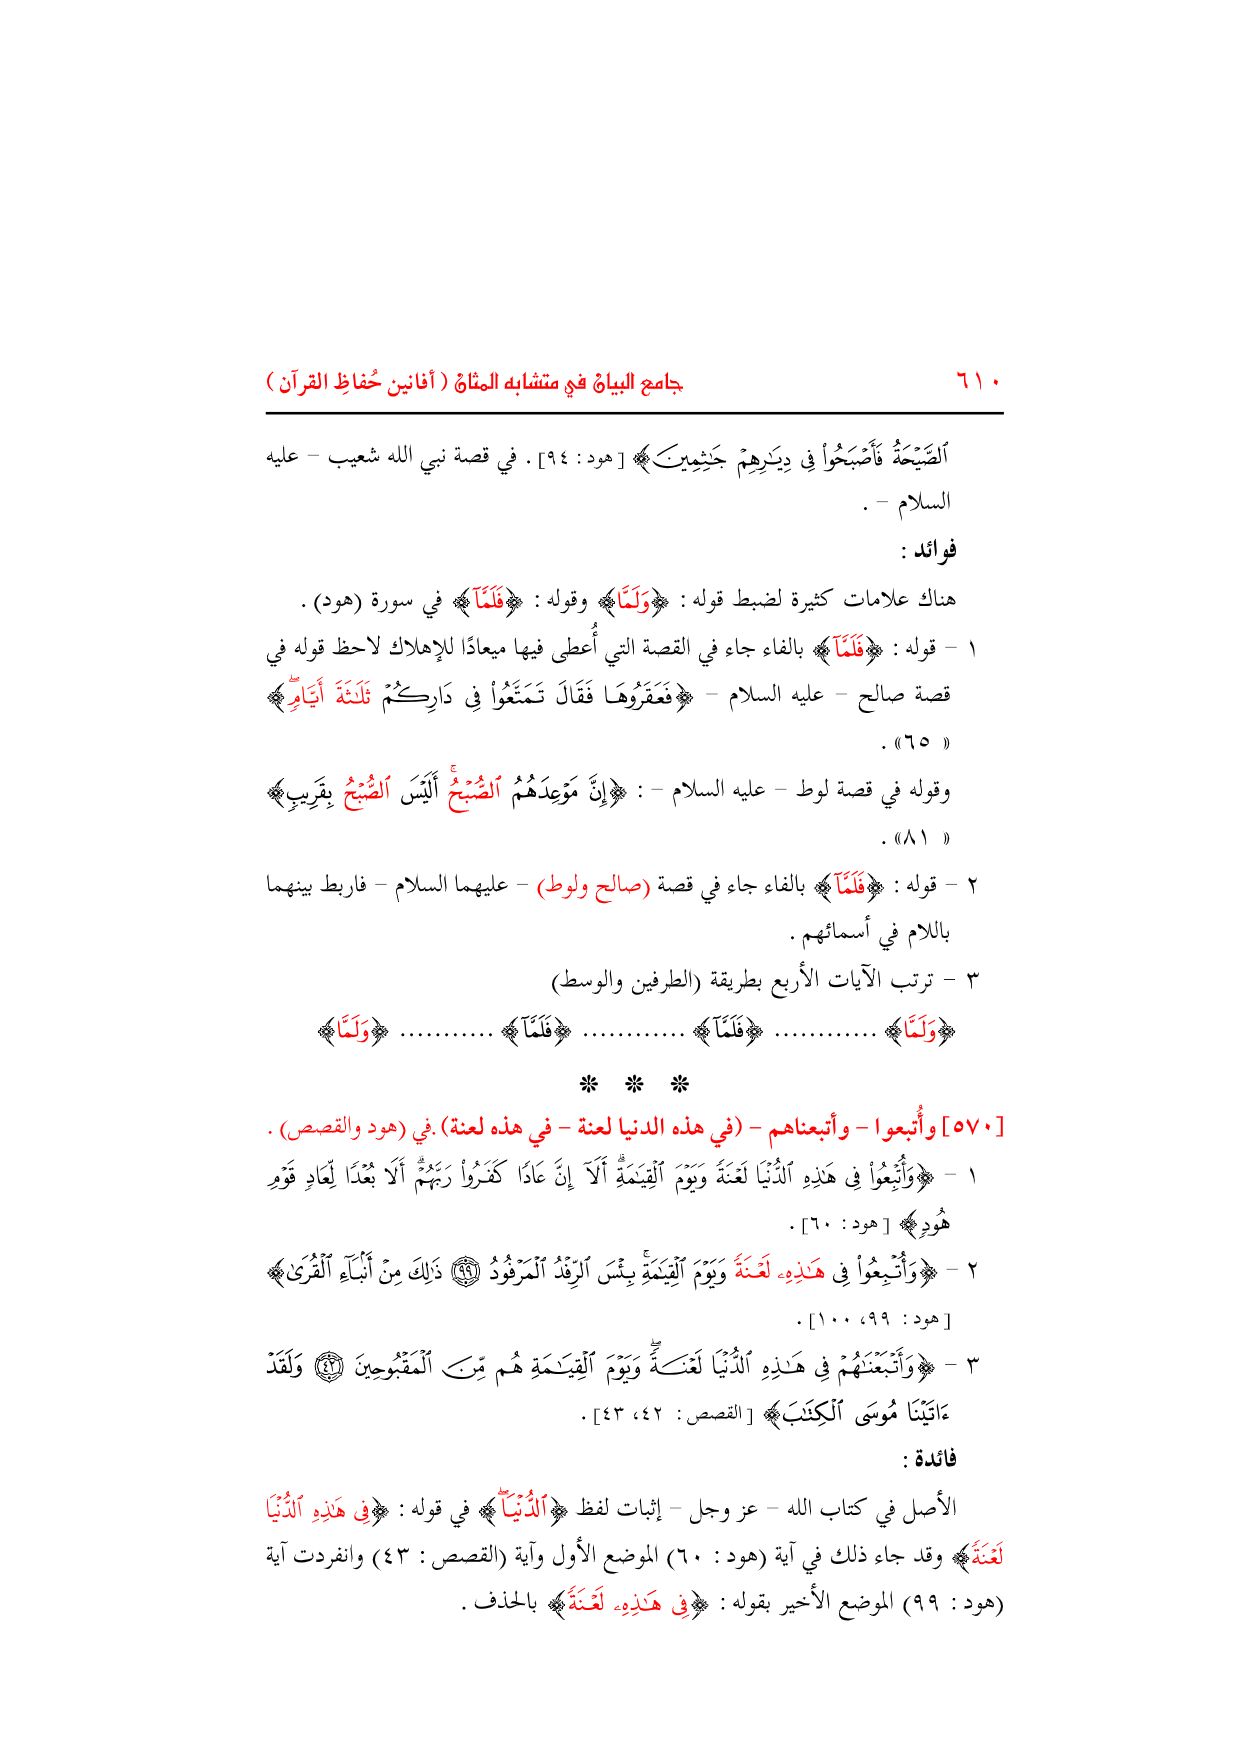 ٦١٠ جامع البيان في متشابه المثان ( أفانين حُفاظِ القرآن )
ٱلصَّيْحَةُ فَأَصْبَحُوا۟ فِى دِيَـٰرِهِمْ جَـٰثِمِينَ﴾ [هود: ٩٤] . في قصة نبي الله شعيب – عليه
السلام – .
فوائد :
هناك علامات كثيرة لضبط قوله : ﴿وَلَمَّا﴾ وقوله : ﴿فَلَمَّآ﴾ في سورة (هود) .
١ – قوله : ﴿فَلَمَّآ﴾ بالفاء جاء في القصة التي أُعطى فيها ميعادًا للإهلاك لاحظ قوله في
قصة صالح – عليه السلام – ﴿فَعَقَرُوهَا فَقَالَ تَمَتَّعُوا۟ فِى دَارِكُمْ ثَلَـٰثَةَ أَيَّامٍۖ﴾
« ٦٥ » .
وقوله في قصة لوط – عليه السلام – : ﴿إِنَّ مَوْعِدَهُمُ ٱلصُّبْحُۚ أَلَيْسَ ٱلصُّبْحُ بِقَرِيبٍ﴾
« ٨١ » .
٢ – قوله : ﴿فَلَمَّآ﴾ بالفاء جاء في قصة (صالح ولوط) – عليهما السلام – فاربط بينهما
باللام في أسمائهم .
٣ – ترتب الآيات الأربع بطريقة (الطرفين والوسط)
﴿وَلَمَّا﴾ ............ ﴿فَلَمَّآ﴾ ............ ﴿فَلَمَّآ﴾ ........... ﴿وَلَمَّا﴾
❋ ❋ ❋
[٥٧٠] وأُتبعوا – وأتبعناهم – (في هذه الدنيا لعنة – في هذه لعنة). في (هود والقصص) .
١ – ﴿وَأُتْبِعُوا۟ فِى هَـٰذِهِ ٱلدُّنْيَا لَعْنَةً وَيَوْمَ ٱلْقِيَـٰمَةِۗ أَلَآ إِنَّ عَادًا كَفَرُوا۟ رَبَّهُمْۗ أَلَا بُعْدًا لِّعَادٍ قَوْمِ
هُودٍ﴾ [هود : ٦٠] .
٢ – ﴿وَأُتْبِعُوا۟ فِى هَـٰذِهِۦ لَعْنَةً وَيَوْمَ ٱلْقِيَـٰمَةِۚ بِئْسَ ٱلرِّفْدُ ٱلْمَرْفُودُ ٩٩ ذَٰلِكَ مِنْ أَنۢبَآءِ ٱلْقُرَىٰ﴾
[هود : ٩٩، ١٠٠] .
٣ – ﴿وَأَتْبَعْنَـٰهُمْ فِى هَـٰذِهِ ٱلدُّنْيَا لَعْنَةًۖ وَيَوْمَ ٱلْقِيَـٰمَةِ هُم مِّنَ ٱلْمَقْبُوحِينَ ٤٢ وَلَقَدْ
ءَاتَيْنَا مُوسَى ٱلْكِتَـٰبَ﴾ [القصص : ٤٢، ٤٣] .
فائدة :
الأصل في كتاب الله – عز وجل – إثبات لفظ ﴿ٱلدُّنْيَاۖ﴾ في قوله : ﴿فِى هَـٰذِهِ ٱلدُّنْيَا
لَعْنَةً﴾ وقد جاء ذلك في آية (هود : ٦٠) الموضع الأول وآية (القصص : ٤٣) وانفردت آية
(هود : ٩٩) الموضع الأخير بقوله : ﴿فِى هَـٰذِهِۦ لَعْنَةً﴾ بالحذف .